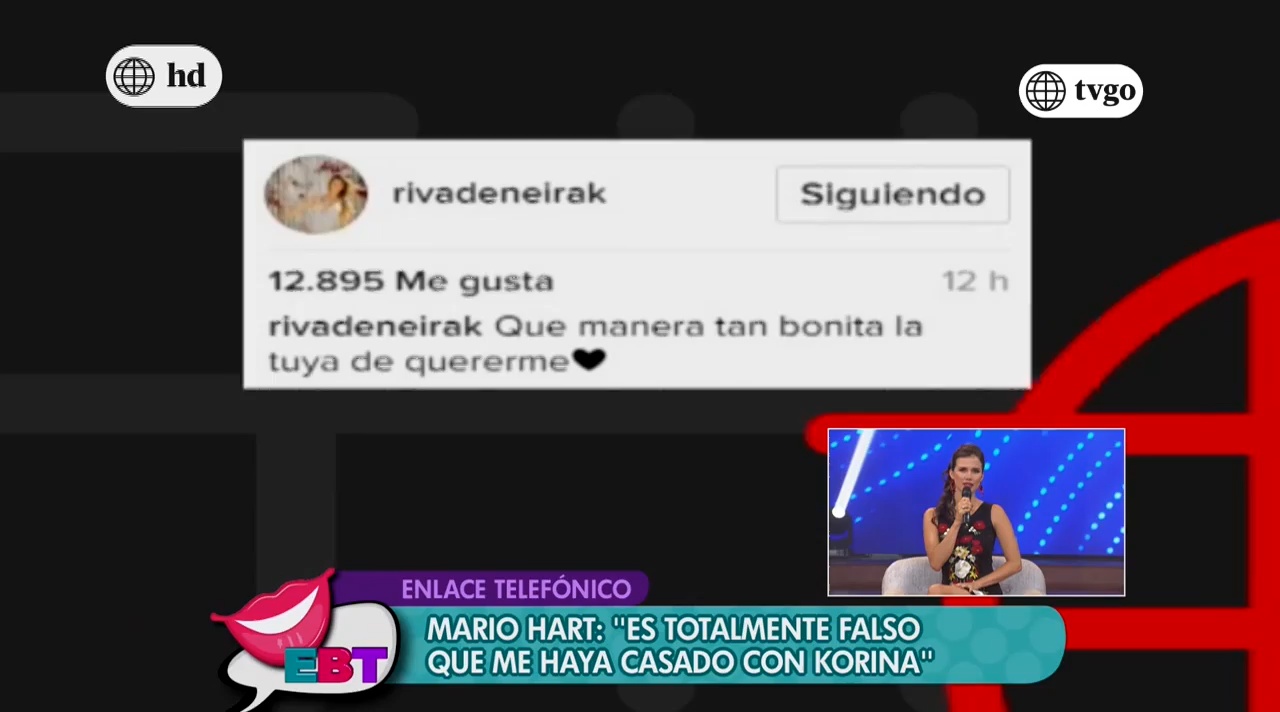 hd
tvgo
rivadeneirak
Siguiendo
12.895 Me gusta
12 h
rivadeneirak Que manera tan bonita la
tuya de quererme🖤
ENLACE TELEFÓNICO
MARIO HART: "ES TOTALMENTE FALSO
QUE ME HAYA CASADO CON KORINA"
EBT